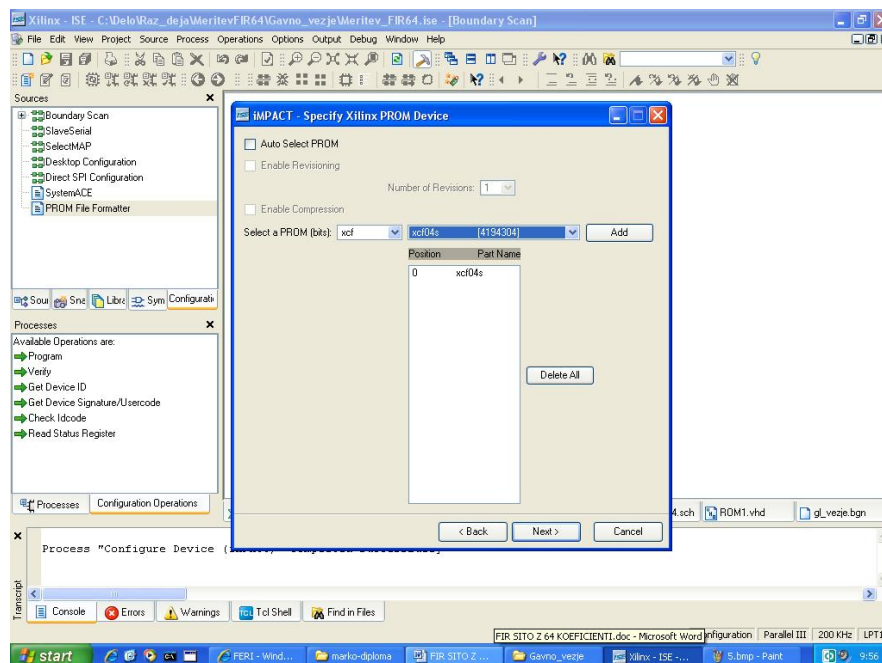 Xilinx - ISE - C:\Delo\Raz_deja\MeritevFIR64\Gavno_vezje\Meritev_FIR64.ise - [Boundary Scan]
File Edit View Project Source Process Operations Options Output Debug Window Help
Sources
Boundary Scan
SlaveSerial
SelectMAP
Desktop Configuration
Direct SPI Configuration
SystemACE
PROM File Formatter
Sour Sna Libra Sym Configurati
Processes
Available Operations are:
Program
Verify
Get Device ID
Get Device Signature/Usercode
Check Idcode
Read Status Register
Processes Configuration Operations
iMPACT - Specify Xilinx PROM Device
Auto Select PROM
Enable Revisioning
Number of Revisions: 1
Enable Compression
Select a PROM (bits): xcf xcf04s [4194304] Add
Position Part Name
0 xcf04s
Delete All
< Back Next > Cancel
4.sch ROM1.vhd gl_vezje.bgn
Process "Configure Device
Transcript
Console Errors Warnings Tcl Shell Find in Files
FIR SITO Z 64 KOEFICIENTI.doc - Microsoft Word nfiguration Parallel III 200 KHz LPT1
start FERI - Wind... marko-diploma FIR SITO Z ... Gavno_vezje Xilinx - ISE -... 5.bmp - Paint 9:56